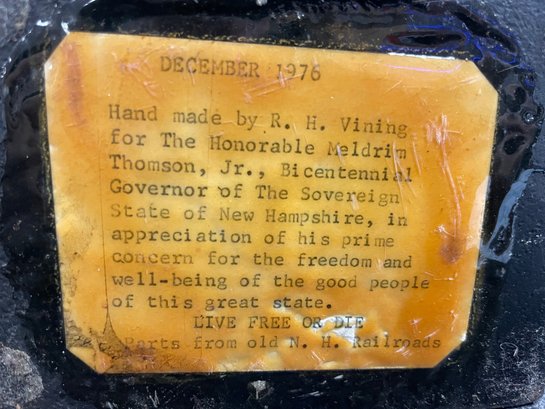 DECEMBER 1976
Hand made by R. H. Vining
for The Honorable Meldrim
Thomson, Jr., Bicentennial
Governor of The Sovereign
State of New Hampshire, in
appreciation of his prime
concern for the freedom and
well-being of the good people
of this great state.
LIVE FREE OR DIE
Parts from old N. H. Railroads